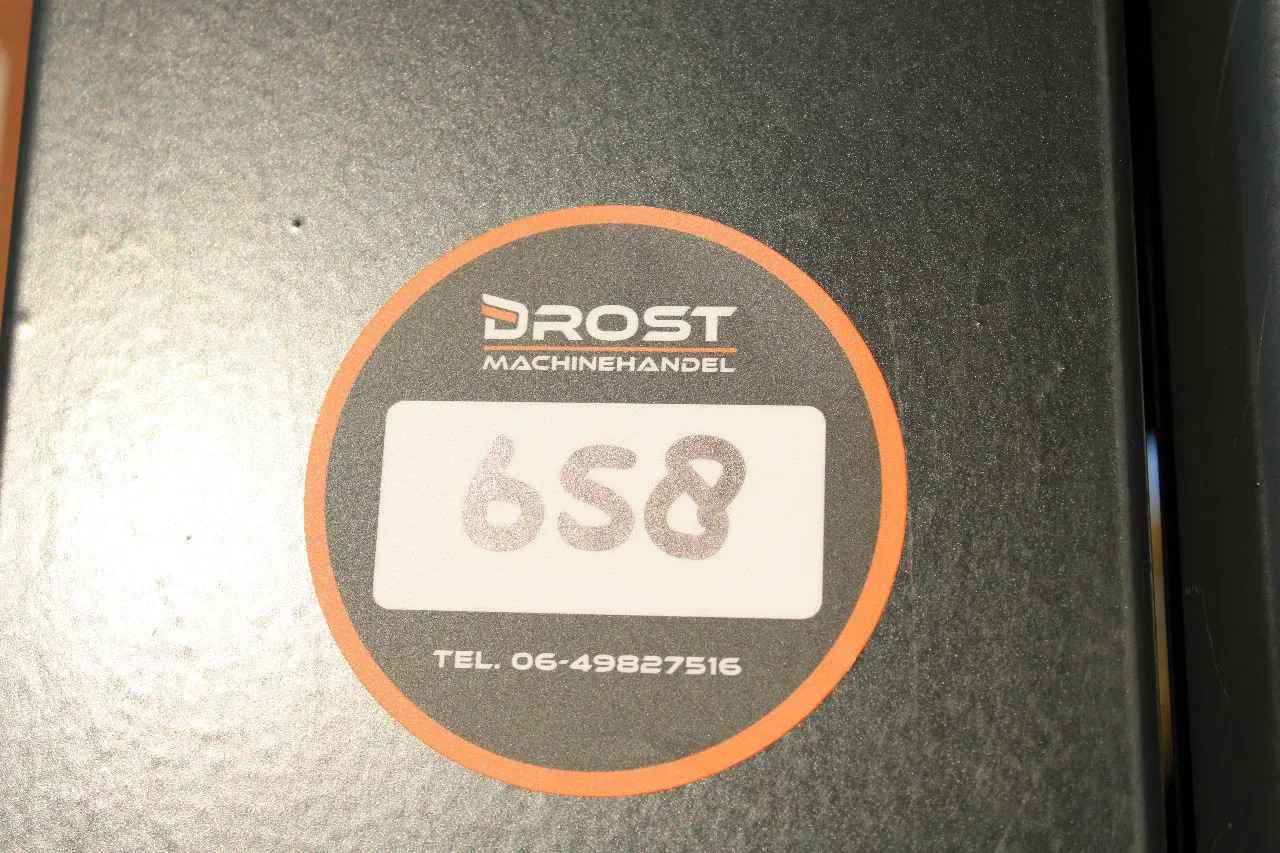 DROST
MACHINEHANDEL
658
TEL. 06-49827516